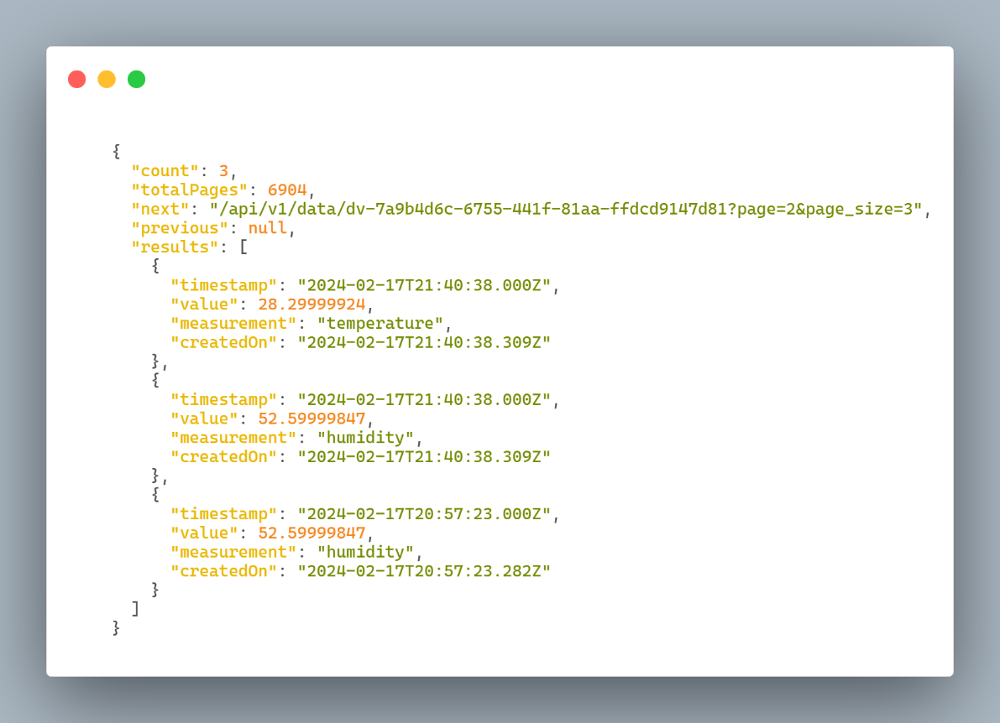 {
  "count": 3,
  "totalPages": 6904,
  "next": "/api/v1/data/dv-7a9b4d6c-6755-441f-81aa-ffdcd9147d81?page=2&page_size=3",
  "previous": null,
  "results": [
    {
      "timestamp": "2024-02-17T21:40:38.000Z",
      "value": 28.29999924,
      "measurement": "temperature",
      "createdOn": "2024-02-17T21:40:38.309Z"
    },
    {
      "timestamp": "2024-02-17T21:40:38.000Z",
      "value": 52.59999847,
      "measurement": "humidity",
      "createdOn": "2024-02-17T21:40:38.309Z"
    },
    {
      "timestamp": "2024-02-17T20:57:23.000Z",
      "value": 52.59999847,
      "measurement": "humidity",
      "createdOn": "2024-02-17T20:57:23.282Z"
    }
  ]
}